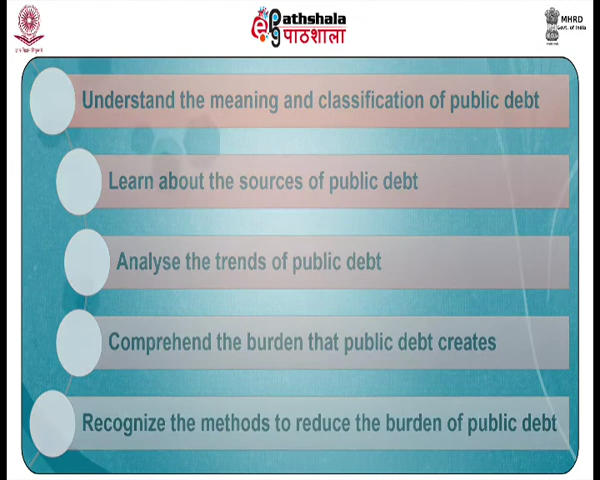 ePathshala
पाठशाला
MHRD
Govt. of India
Understand the meaning and classification of public debt
Learn about the sources of public debt
Analyse the trends of public debt
Comprehend the burden that public debt creates
Recognize the methods to reduce the burden of public debt